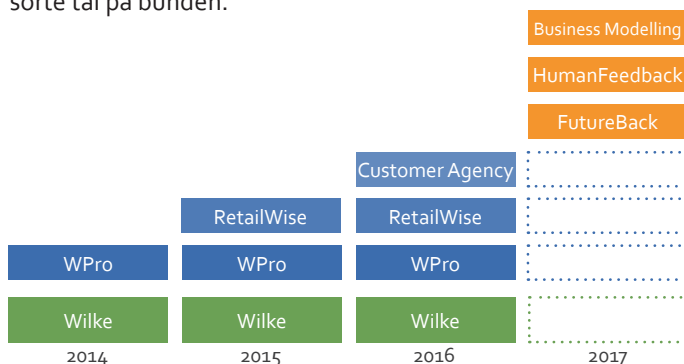 sorte tal på bunden.
Business Modelling
HumanFeedback
FutureBack
Customer Agency
RetailWise RetailWise
WPro WPro WPro
Wilke Wilke Wilke
2014 2015 2016 2017